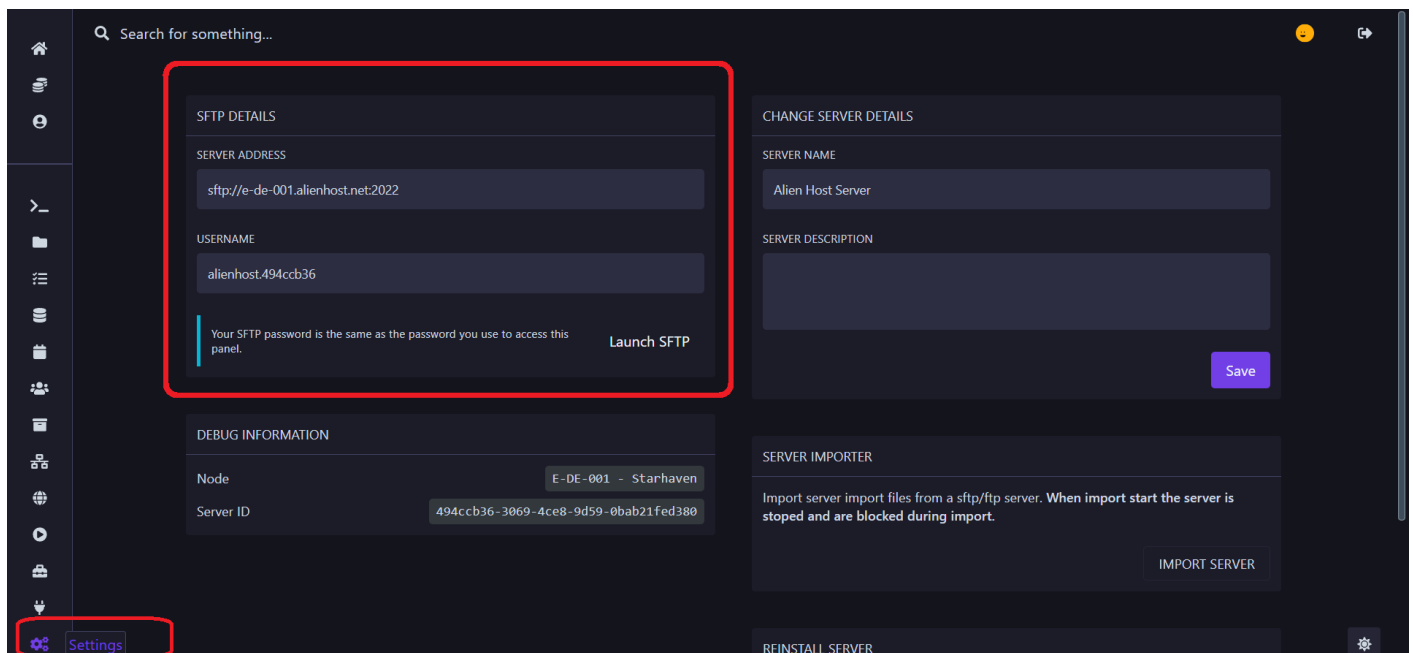 Search for something...
SFTP DETAILS
SERVER ADDRESS
sftp://e-de-001.alienhost.net:2022
USERNAME
alienhost.494ccb36
Your SFTP password is the same as the password you use to access this
panel.
Launch SFTP
DEBUG INFORMATION
Node
E-DE-001 - Starhaven
Server ID
494ccb36-3069-4ce8-9d59-0bab21fed380
CHANGE SERVER DETAILS
SERVER NAME
Alien Host Server
SERVER DESCRIPTION
Save
SERVER IMPORTER
Import server import files from a sftp/ftp server. When import start the server is
stoped and are blocked during import.
IMPORT SERVER
REINSTALL SERVER
Settings